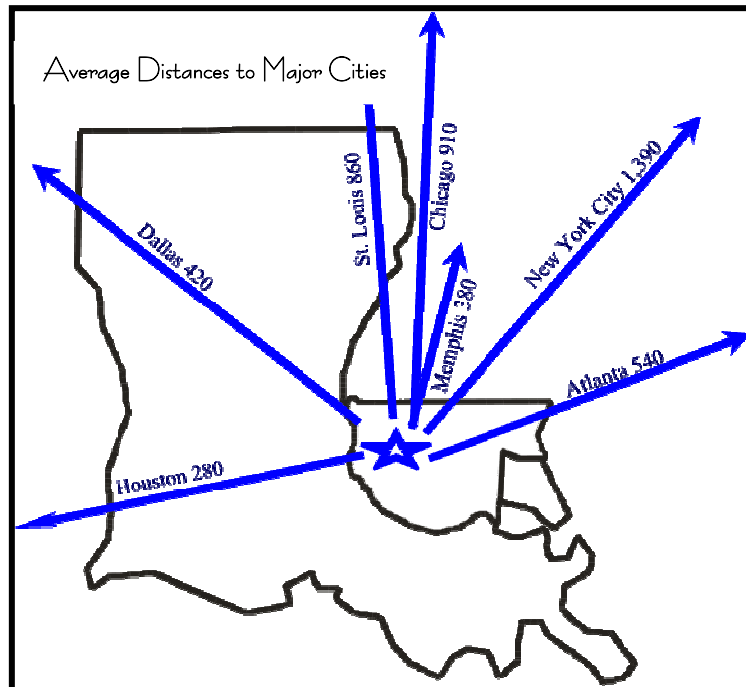 Average Distances to Major Cities
Dallas 420
St. Louis 860
Chicago 910
Memphis 380
New York City 1,390
Atlanta 540
Houston 280